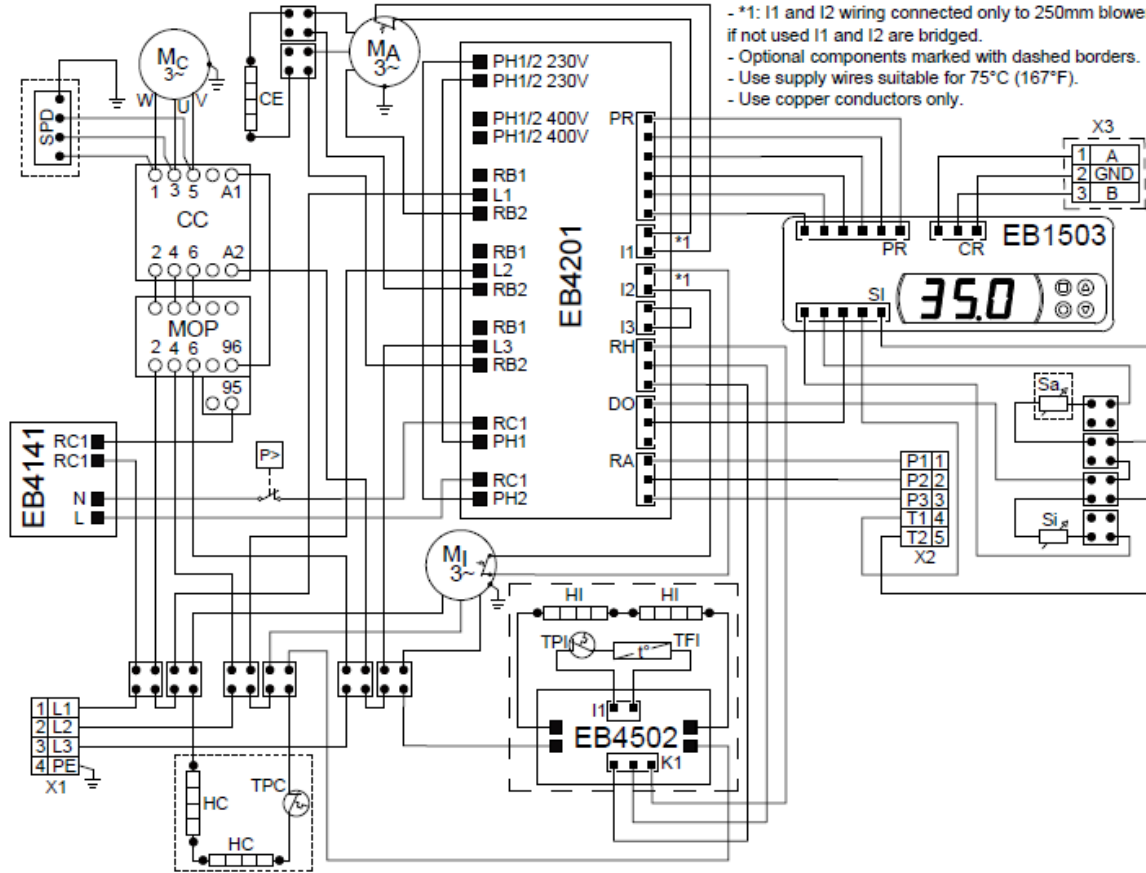 - *1: I1 and I2 wiring connected only to 250mm blowe
if not used I1 and I2 are bridged.
- Optional components marked with dashed borders.
- Use supply wires suitable for 75°C (167°F).
- Use copper conductors only.
MC
3~
W
U
V
SPD
CE
MA
3~
1 3 5 A1
CC
2 4 6 A2
MOP
2 4 6 96
95
EB4141
RC1
RC1
N
L
P>
EB4201
PH1/2 230V
PH1/2 230V
PH1/2 400V
PH1/2 400V
RB1
L1
RB2
RB1
L2
RB2
RB1
L3
RB2
RC1
PH1
RC1
PH2
PR
I1
*1
I2
*1
I3
RH
DO
RA
X3
1 A
2 GND
3 B
PR
CR
EB1503
SI
35.0
Sa
Si
P1 1
P2 2
P3 3
T1 4
T2 5
X2
MI
3~
HI
HI
TPI
t°
TFI
I1
EB4502
K1
1 L1
2 L2
3 L3
4 PE
X1
HC
TPC
HC